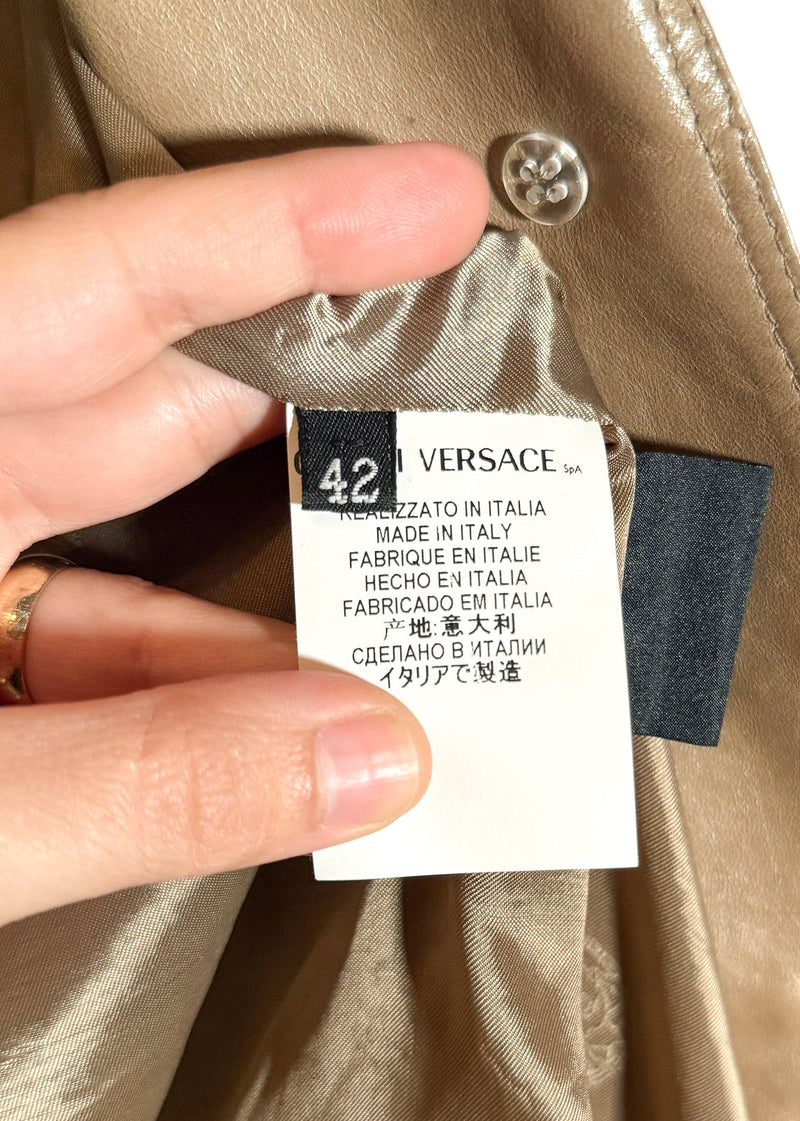 42
VERSACE SpA
REALIZZATO IN ITALIA
MADE IN ITALY
FABRIQUE EN ITALIE
HECHO EN ITALIA
FABRICADO EM ITALIA
产地:意大利
СДЕЛАНО В ИТАЛИИ
イタリアで製造